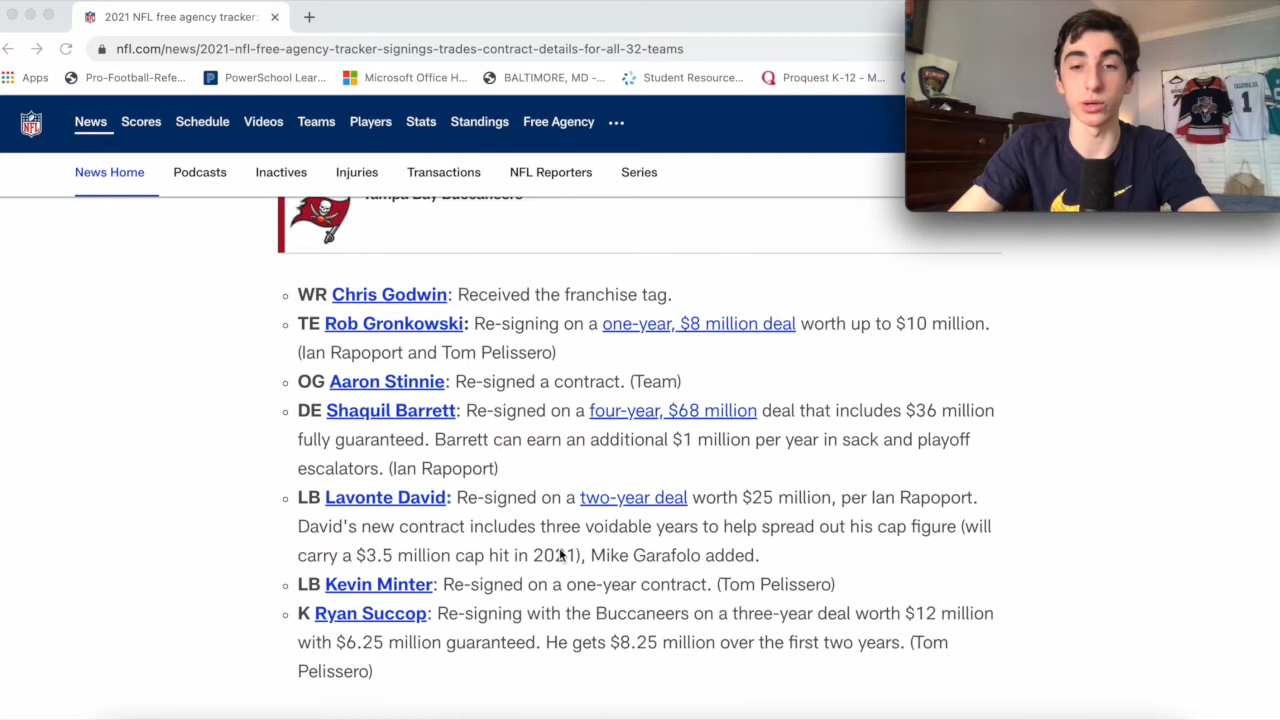 2021 NFL free agency tracker:
nfl.com/news/2021-nfl-free-agency-tracker-signings-trades-contract-details-for-all-32-teams
Apps Pro-Football-Refe... PowerSchool Lear... Microsoft Office H... BALTIMORE, MD -... Student Resource... Proquest K-12 – M...
NFL News Scores Schedule Videos Teams Players Stats Standings Free Agency
News Home Podcasts Inactives Injuries Transactions NFL Reporters Series
Tampa Bay Buccaneers
WR Chris Godwin: Received the franchise tag.
TE Rob Gronkowski: Re-signing on a one-year, $8 million deal worth up to $10 million.
(Ian Rapoport and Tom Pelissero)
OG Aaron Stinnie: Re-signed a contract. (Team)
DE Shaquil Barrett: Re-signed on a four-year, $68 million deal that includes $36 million
fully guaranteed. Barrett can earn an additional $1 million per year in sack and playoff
escalators. (Ian Rapoport)
LB Lavonte David: Re-signed on a two-year deal worth $25 million, per Ian Rapoport.
David's new contract includes three voidable years to help spread out his cap figure (will
carry a $3.5 million cap hit in 2021), Mike Garafolo added.
LB Kevin Minter: Re-signed on a one-year contract. (Tom Pelissero)
K Ryan Succop: Re-signing with the Buccaneers on a three-year deal worth $12 million
with $6.25 million guaranteed. He gets $8.25 million over the first two years. (Tom
Pelissero)
1